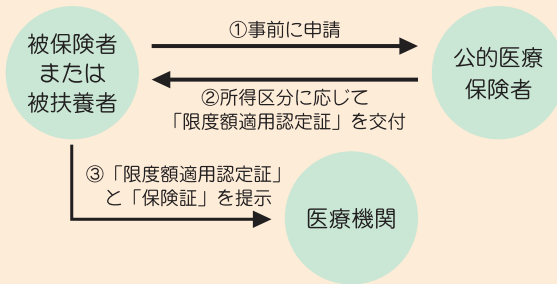 被保険者
または
被扶養者
①事前に申請
公的医療
保険者
②所得区分に応じて
「限度額適用認定証」を交付
③「限度額適用認定証」
と「保険証」を提示
医療機関